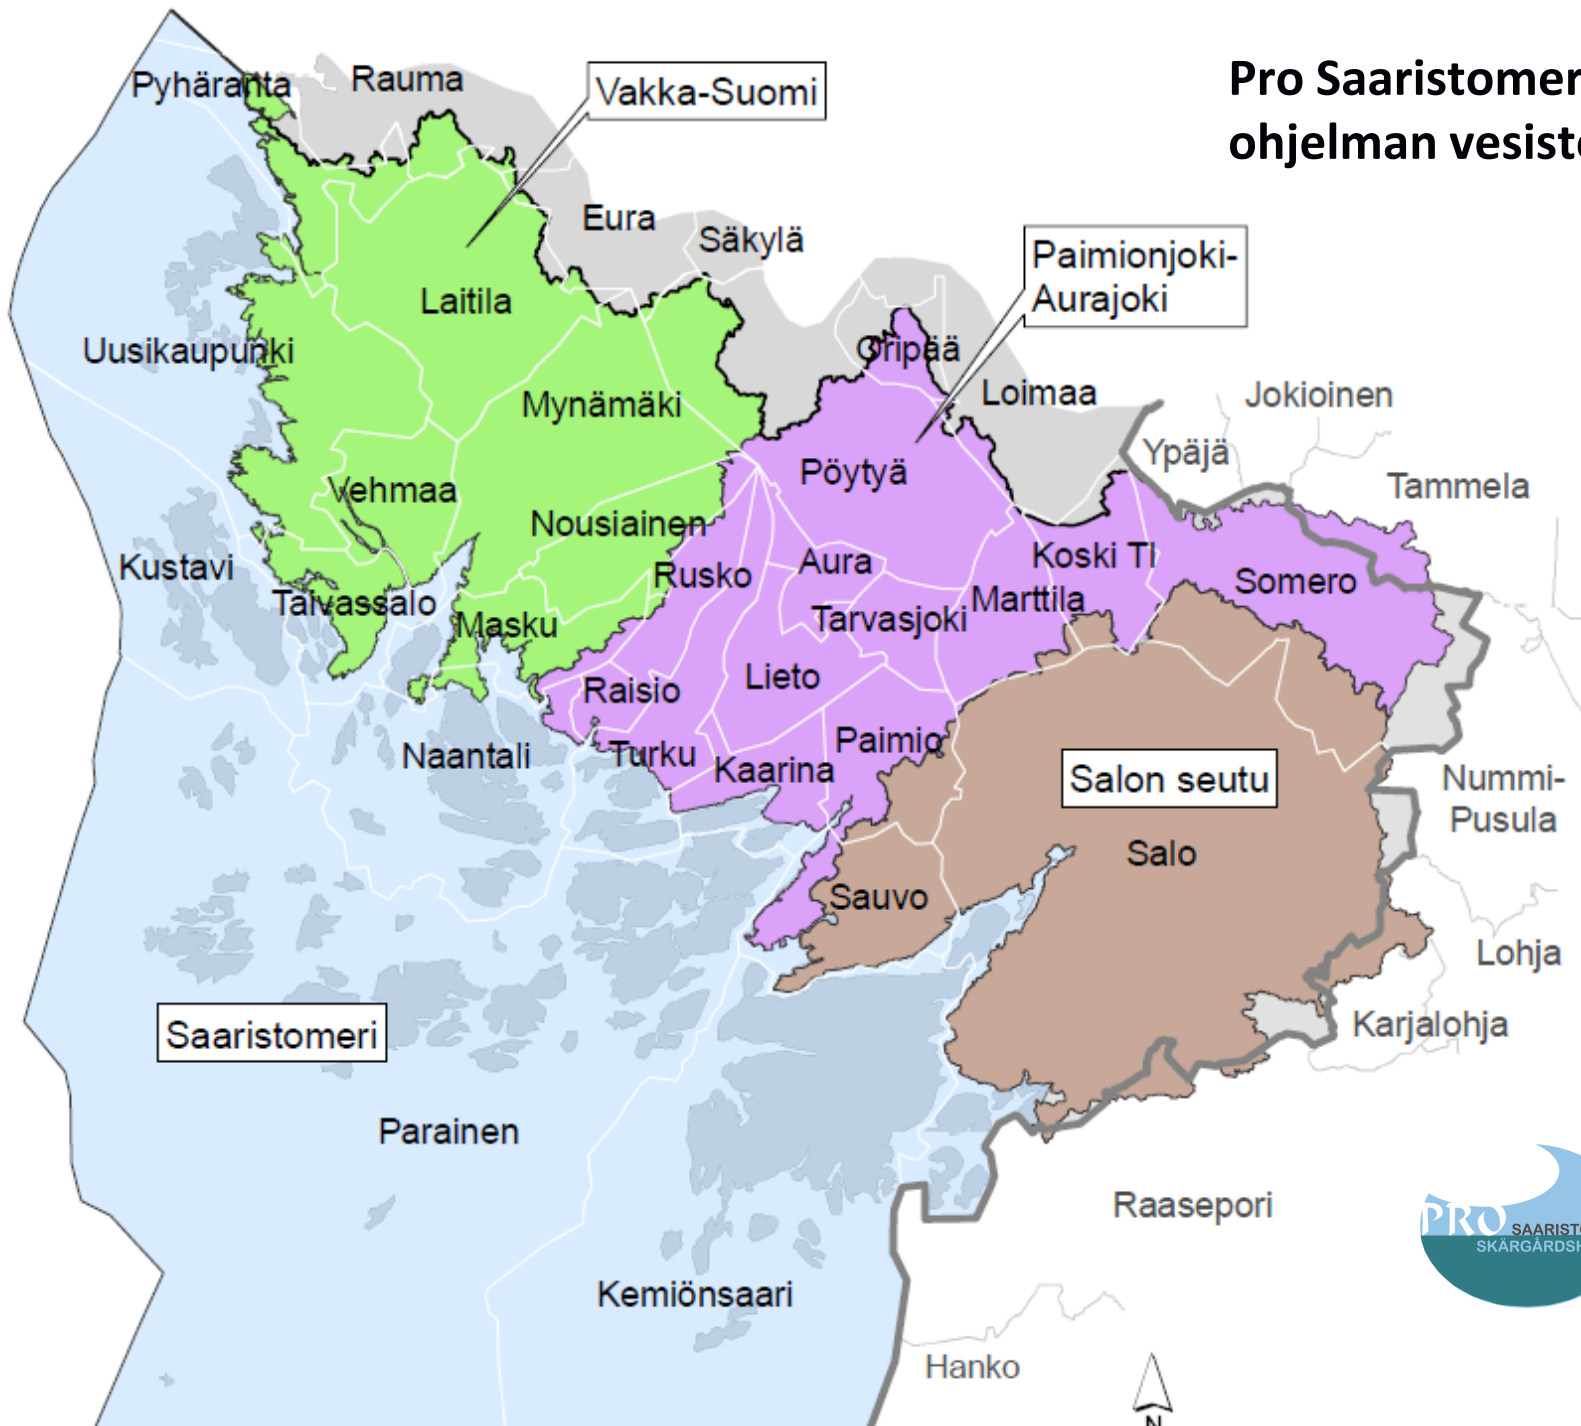 Pro Saaristomer
ohjelman vesist
Pyhäranta
Rauma
Vakka-Suomi
Eura
Säkylä
Paimionjoki-
Aurajoki
Laitila
Uusikaupunki
Oripää
Loimaa
Jokioinen
Mynämäki
Ypäjä
Pöytyä
Tammela
Vehmaa
Nousiainen
Kustavi
Rusko
Aura
Koski Tl
Somero
Taivassalo
Masku
Tarvasjoki
Marttila
Raisio
Lieto
Naantali
Turku
Kaarina
Paimio
Salon seutu
Nummi-
Pusula
Salo
Sauvo
Lohja
Saaristomeri
Karjalohja
Parainen
Raasepori
PRO
SAARISTO
SKÄRGÅRDSH
Kemiönsaari
Hanko
N